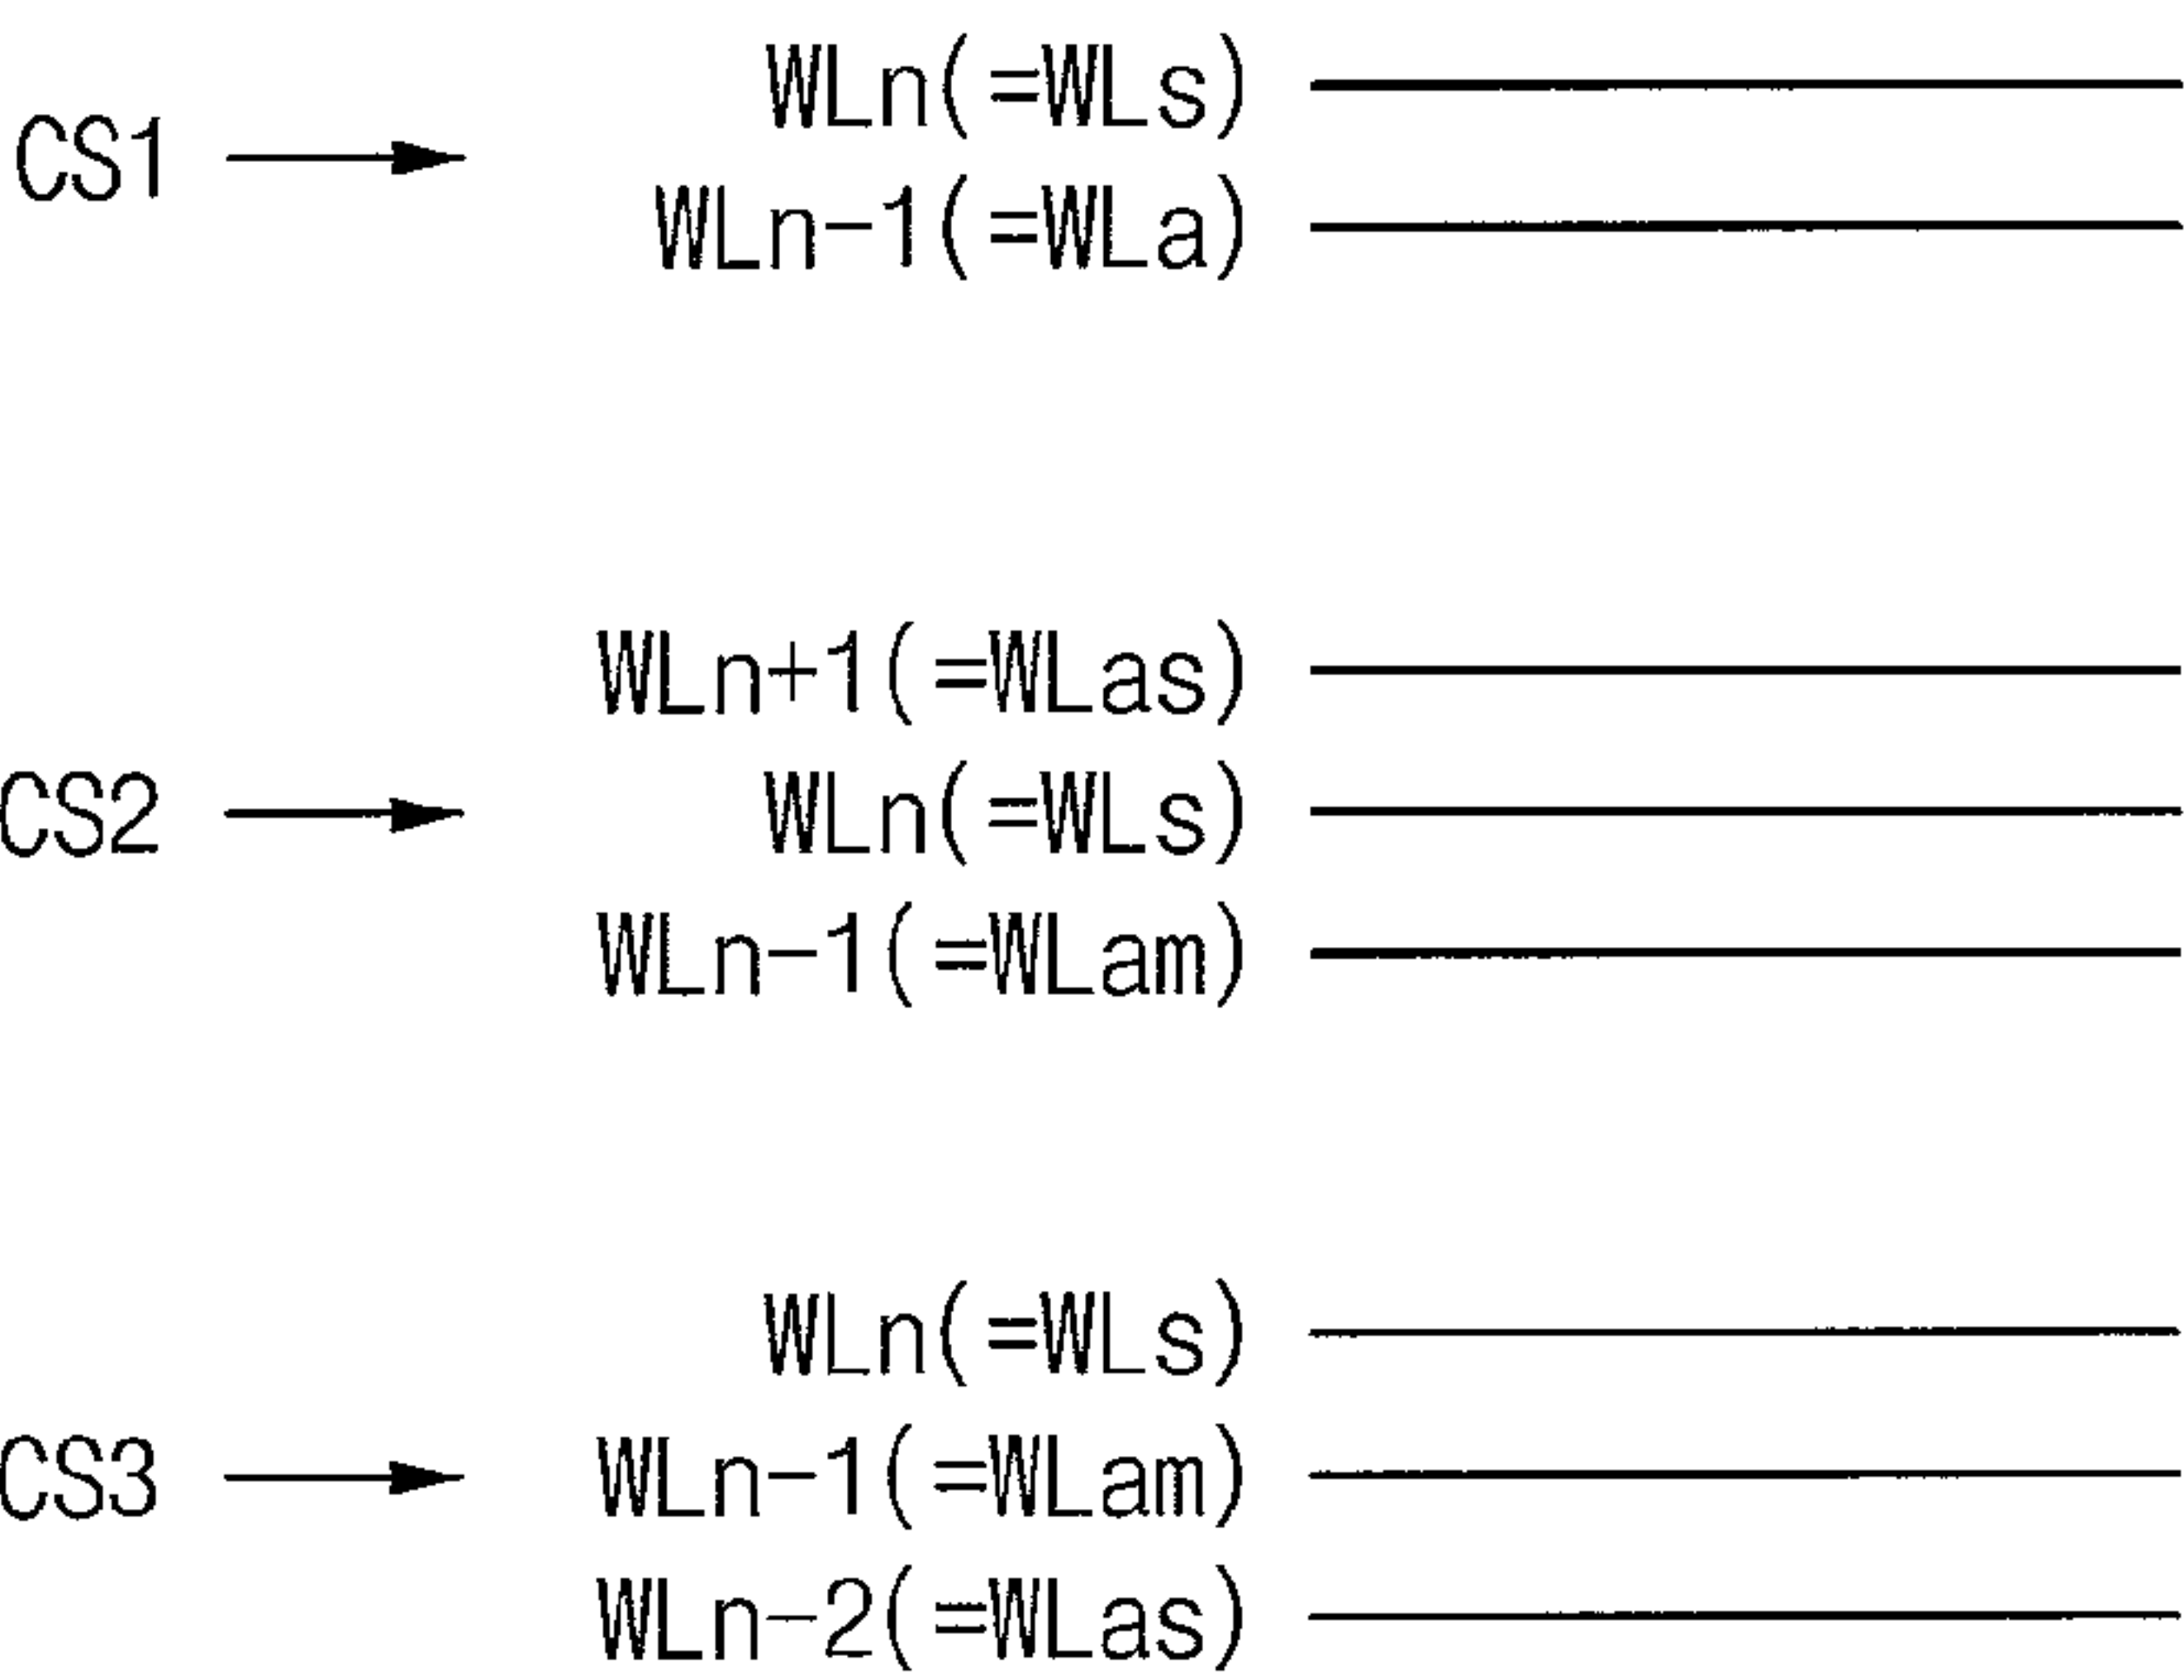 WLn(=WLs)
CS1
WLn-1(=WLa)
WLn+1(=WLas)
CS2 WLn(=WLs)
WLn-1(=WLam)
WLn(=WLs)
CS3 WLn-1(=WLam)
WLn-2(=WLas)